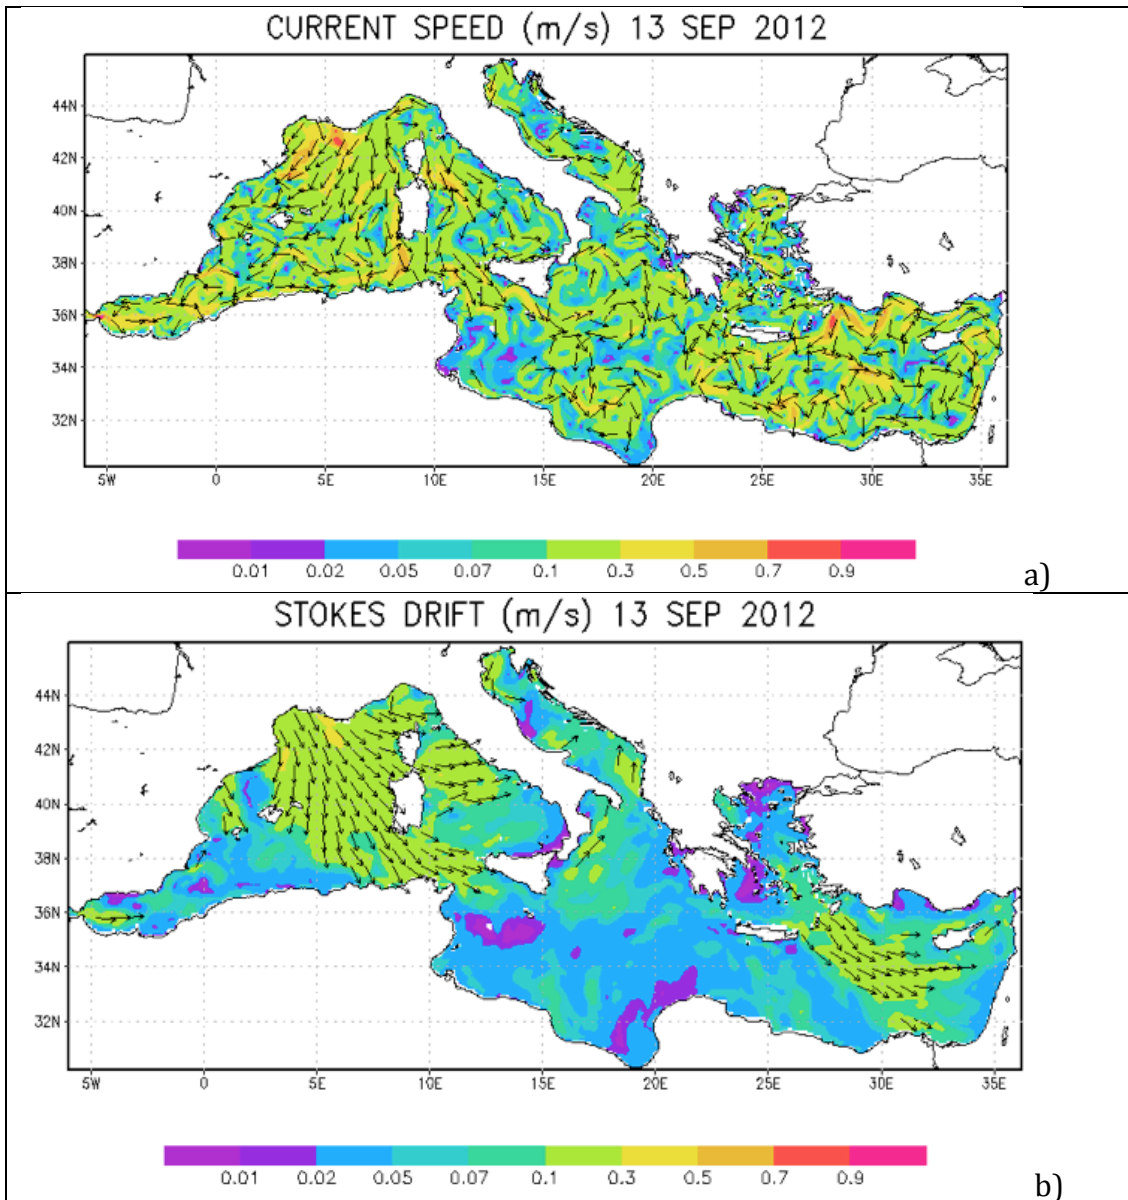 CURRENT SPEED (m/s) 13 SEP 2012
44N
42N
40N
38N
36N
34N
32N
5W 0 5E 10E 15E 20E 25E 30E 35E
0.01 0.02 0.05 0.07 0.1 0.3 0.5 0.7 0.9
a)
STOKES DRIFT (m/s) 13 SEP 2012
44N
42N
40N
38N
36N
34N
32N
5W 0 5E 10E 15E 20E 25E 30E 35E
0.01 0.02 0.05 0.07 0.1 0.3 0.5 0.7 0.9
b)